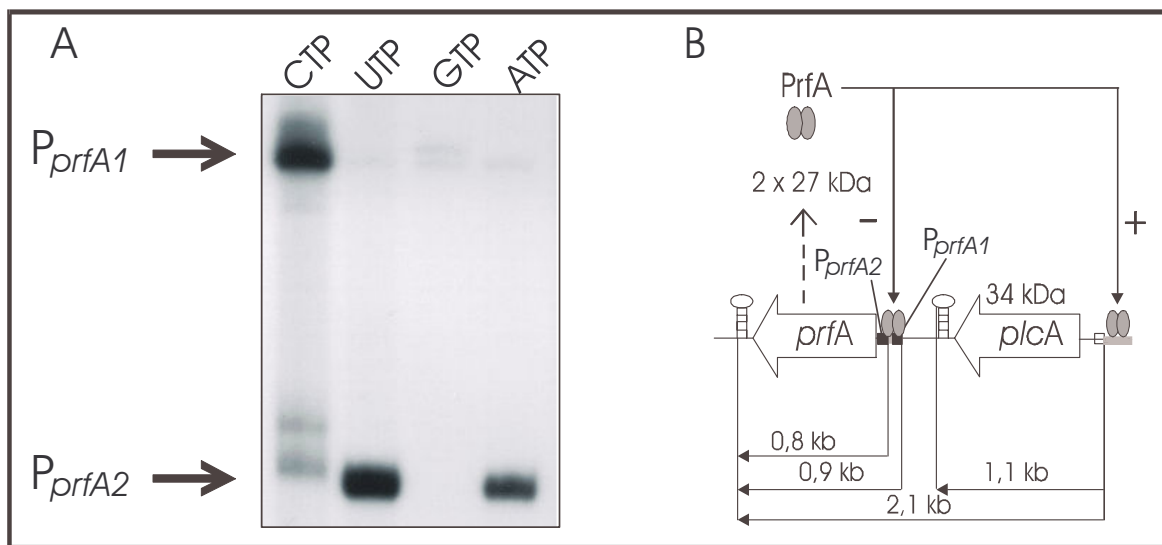 A
CTP
UTP
GTP
ATP
PprfA1
PprfA2
B
PrfA
2 x 27 kDa
–
+
PprfA2
PprfA1
34 kDa
prfA
plcA
0,8 kb
0,9 kb
1,1 kb
2,1 kb